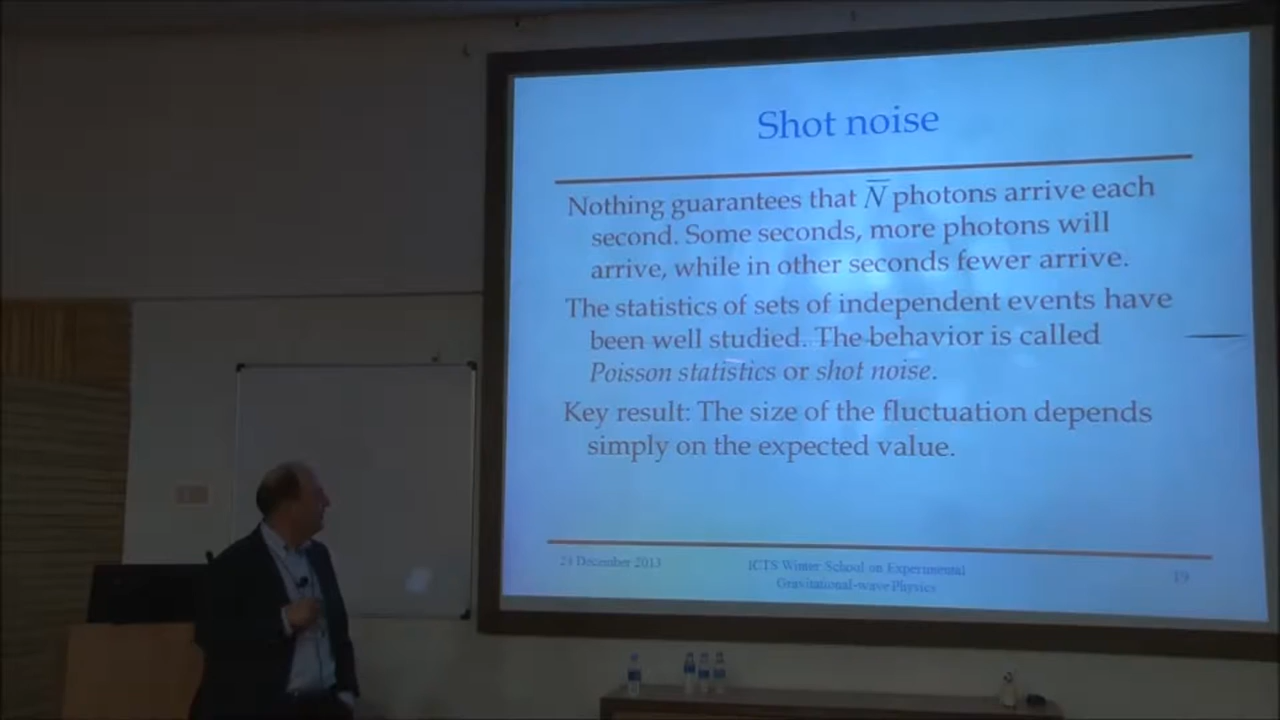 Shot noise
Nothing guarantees that N̅ photons arrive each
second. Some seconds, more photons will
arrive, while in other seconds fewer arrive.
The statistics of sets of independent events have
been well studied. The behavior is called
Poisson statistics or shot noise.
Key result: The size of the fluctuation depends
simply on the expected value.
24 December 2013
ICTS Winter School on Experimental
Gravitational-wave Physics
19